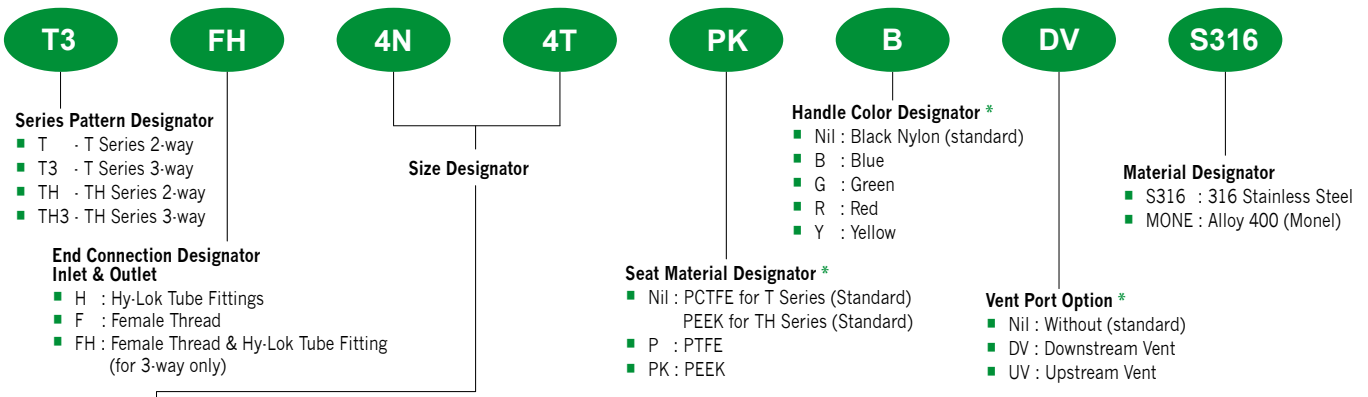 T3 FH 4N 4T PK B DV S316
Series Pattern Designator
■ T - T Series 2-way
■ T3 - T Series 3-way
■ TH - TH Series 2-way
■ TH3 - TH Series 3-way
End Connection Designator
Inlet & Outlet
■ H : Hy-Lok Tube Fittings
■ F : Female Thread
■ FH : Female Thread & Hy-Lok Tube Fitting
(for 3-way only)
Size Designator
Seat Material Designator *
■ Nil : PCTFE for T Series (Standard)
PEEK for TH Series (Standard)
■ P : PTFE
■ PK : PEEK
Handle Color Designator *
■ Nil : Black Nylon (standard)
■ B : Blue
■ G : Green
■ R : Red
■ Y : Yellow
Vent Port Option *
■ Nil : Without (standard)
■ DV : Downstream Vent
■ UV : Upstream Vent
Material Designator
■ S316 : 316 Stainless Steel
■ MONE : Alloy 400 (Monel)